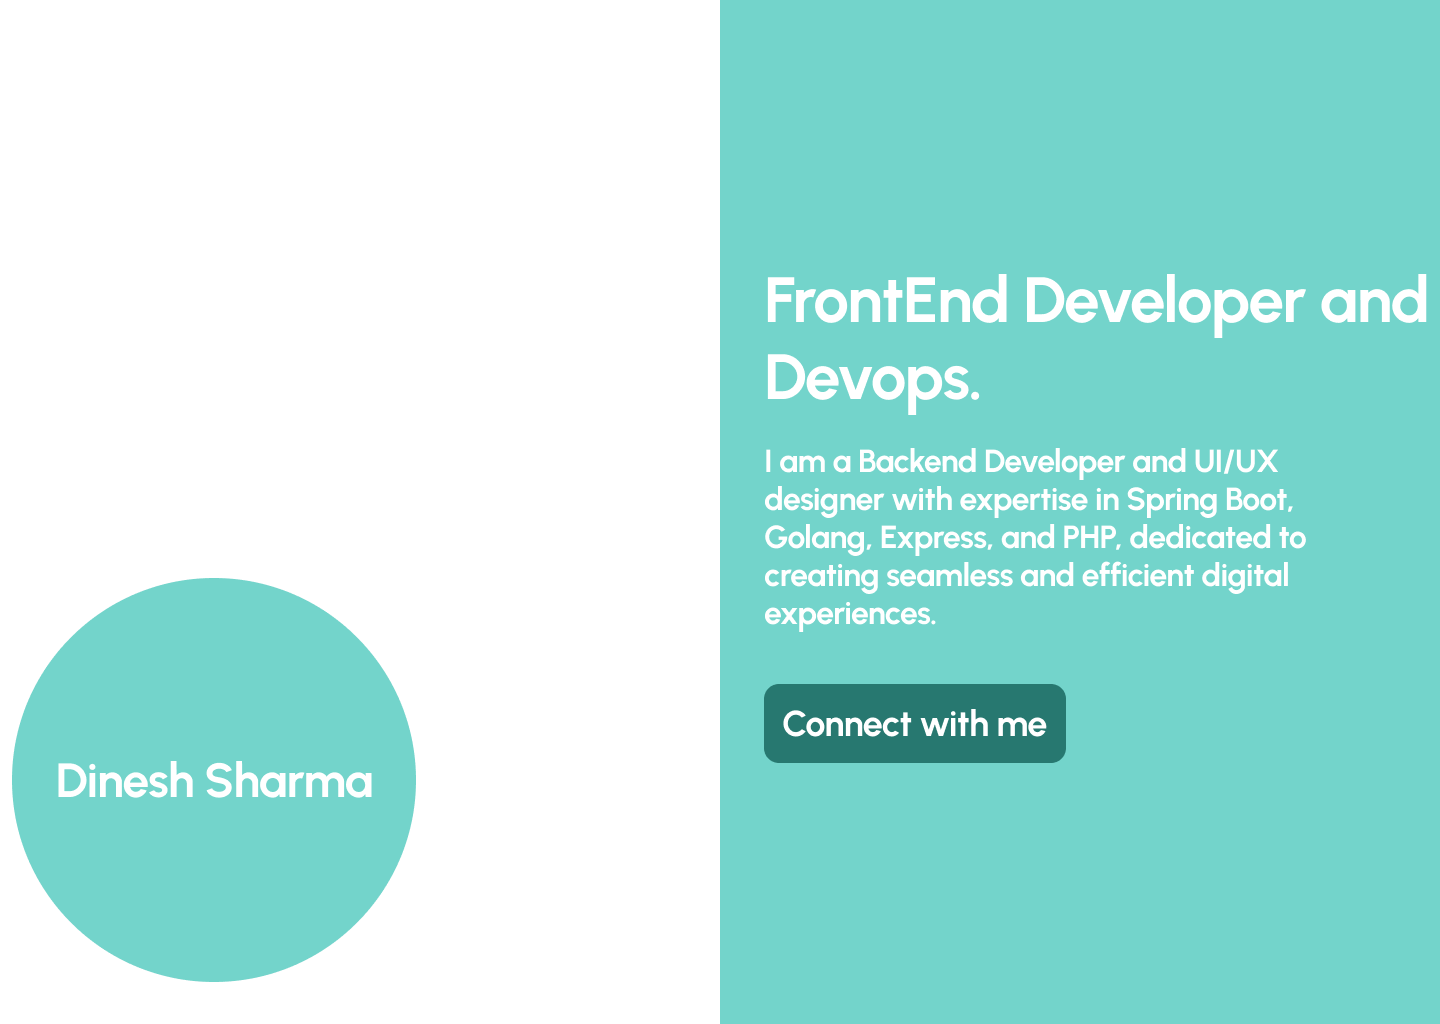 FrontEnd Developer and
Devops.
I am a Backend Developer and UI/UX
designer with expertise in Spring Boot,
Golang, Express, and PHP, dedicated to
creating seamless and efficient digital
experiences.
Connect with me
Dinesh Sharma